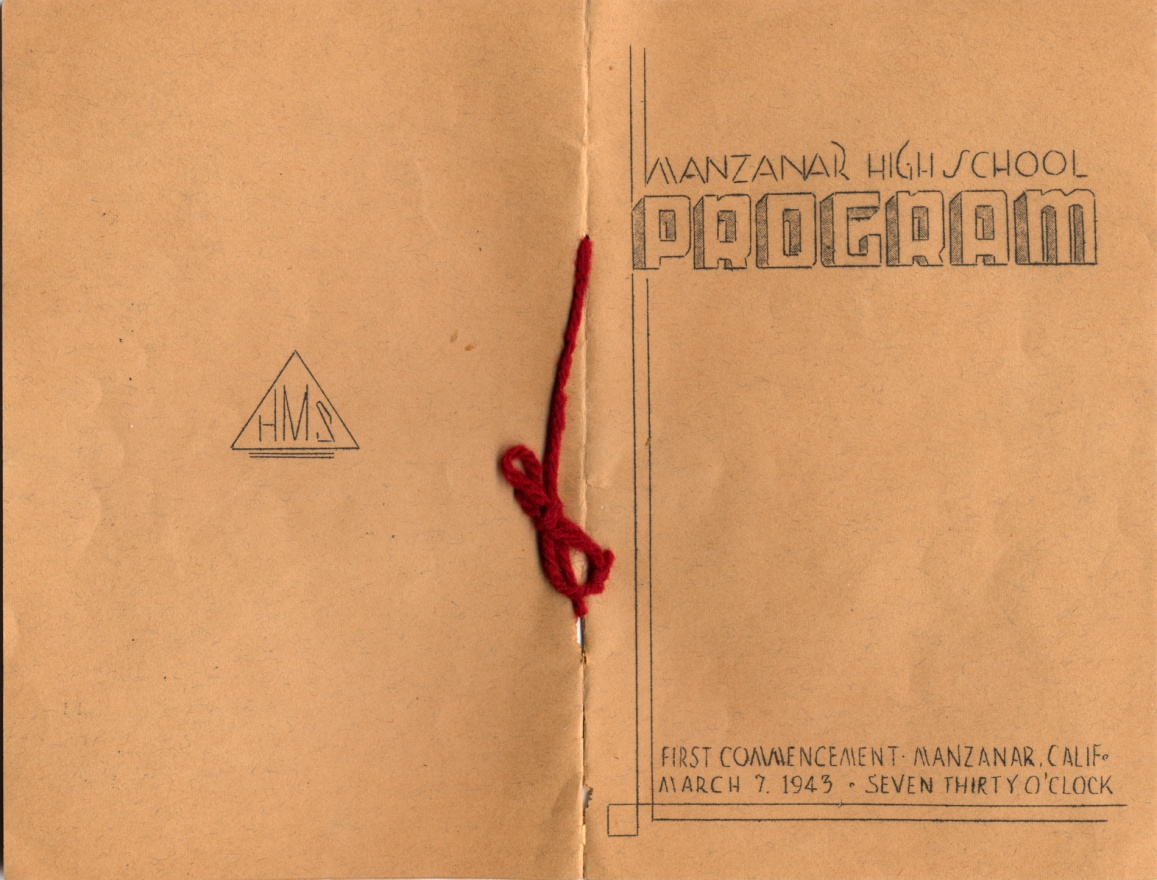 HMS
MANZANAR HIGH SCHOOL
PROGRAM
FIRST COMMENCEMENT · MANZANAR, CALIF.
MARCH 7, 1943 · SEVEN THIRTY O'CLOCK